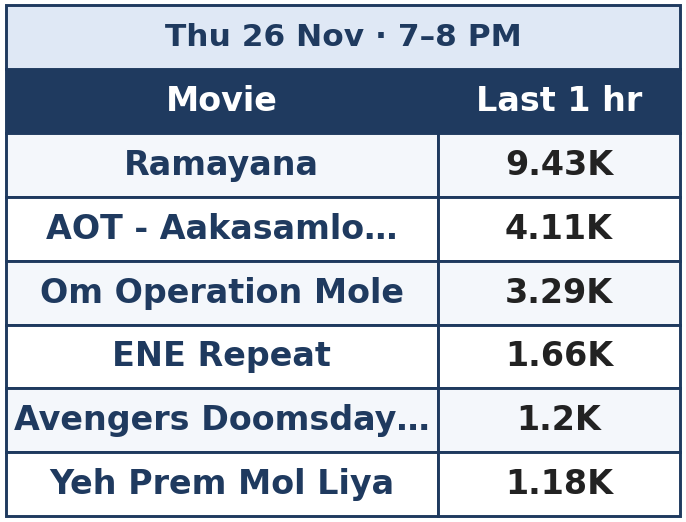 Thu 26 Nov · 7–8 PM
Movie Last 1 hr
Ramayana 9.43K
AOT - Aakasamlo... 4.11K
Om Operation Mole 3.29K
ENE Repeat 1.66K
Avengers Doomsday... 1.2K
Yeh Prem Mol Liya 1.18K